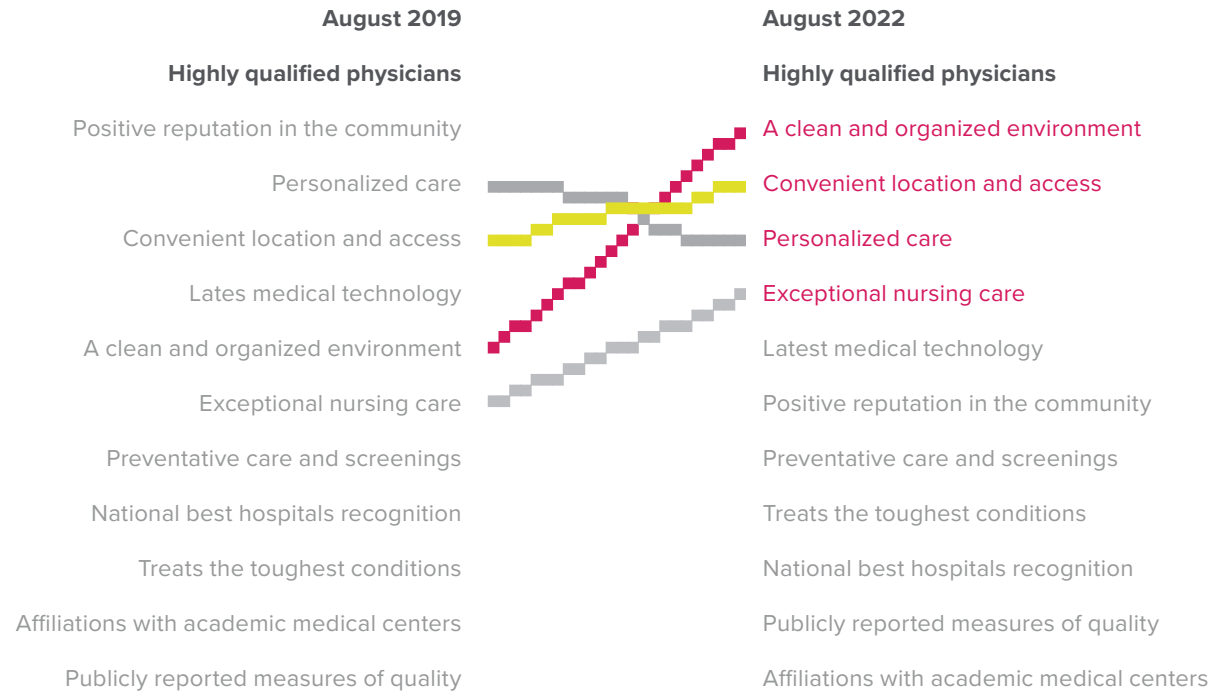 August 2019
Highly qualified physicians
Positive reputation in the community
Personalized care
Convenient location and access
Lates medical technology
A clean and organized environment
Exceptional nursing care
Preventative care and screenings
National best hospitals recognition
Treats the toughest conditions
Affiliations with academic medical centers
Publicly reported measures of quality
August 2022
Highly qualified physicians
A clean and organized environment
Convenient location and access
Personalized care
Exceptional nursing care
Latest medical technology
Positive reputation in the community
Preventative care and screenings
Treats the toughest conditions
National best hospitals recognition
Publicly reported measures of quality
Affiliations with academic medical centers